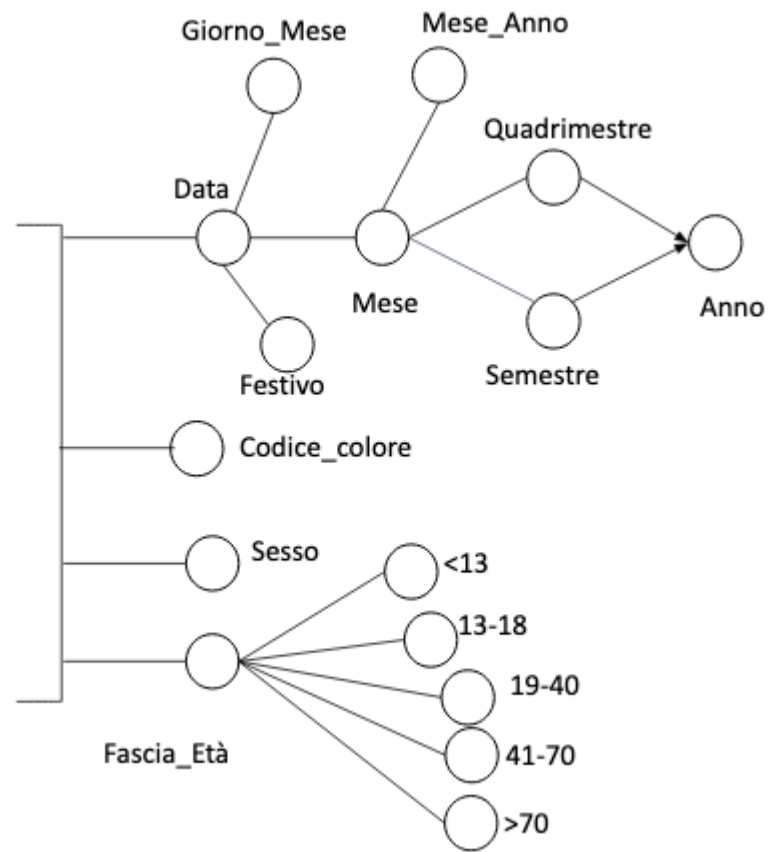 Giorno_Mese
Mese_Anno
Quadrimestre
Data
Mese
Anno
Semestre
Festivo
Codice_colore
Sesso
<13
13-18
19-40
41-70
>70
Fascia_Età